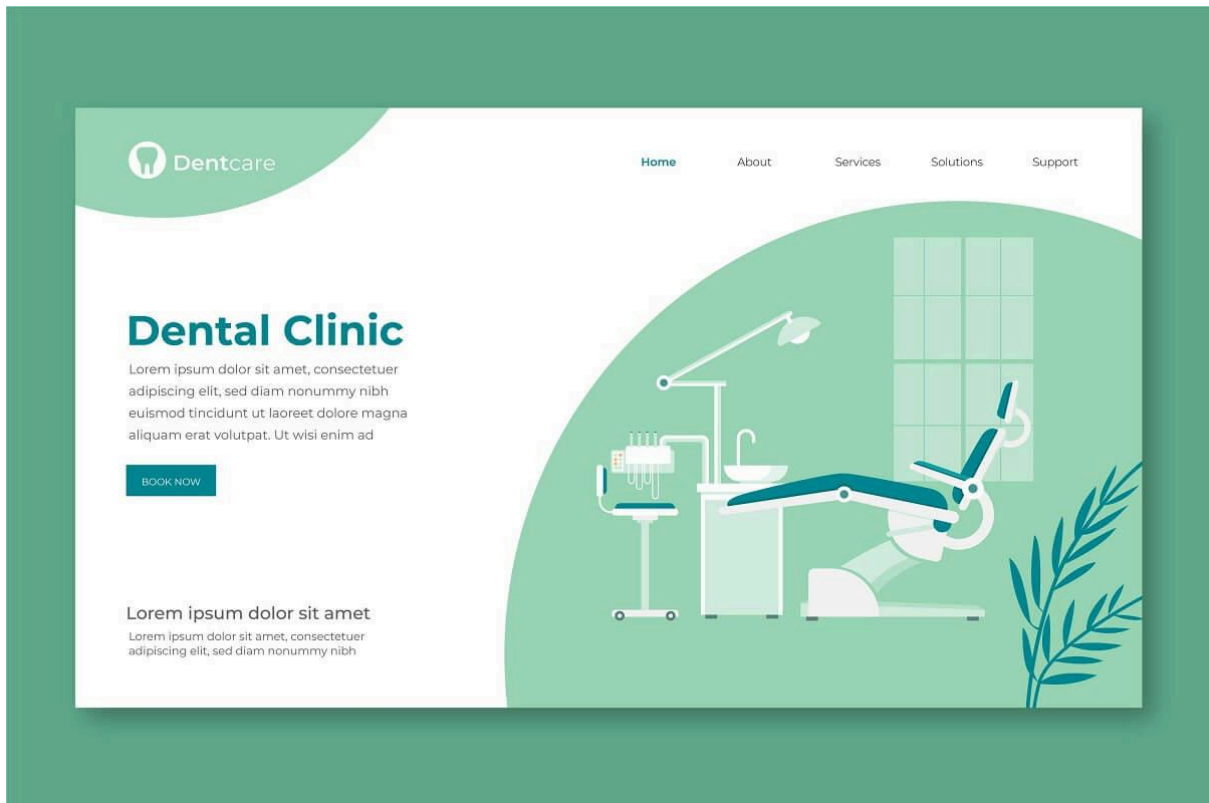 Dentcare
Home About Services Solutions Support
Dental Clinic
Lorem ipsum dolor sit amet, consectetuer
adipiscing elit, sed diam nonummy nibh
euismod tincidunt ut laoreet dolore magna
aliquam erat volutpat. Ut wisi enim ad
BOOK NOW
Lorem ipsum dolor sit amet
Lorem ipsum dolor sit amet, consectetuer
adipiscing elit, sed diam nonummy nibh